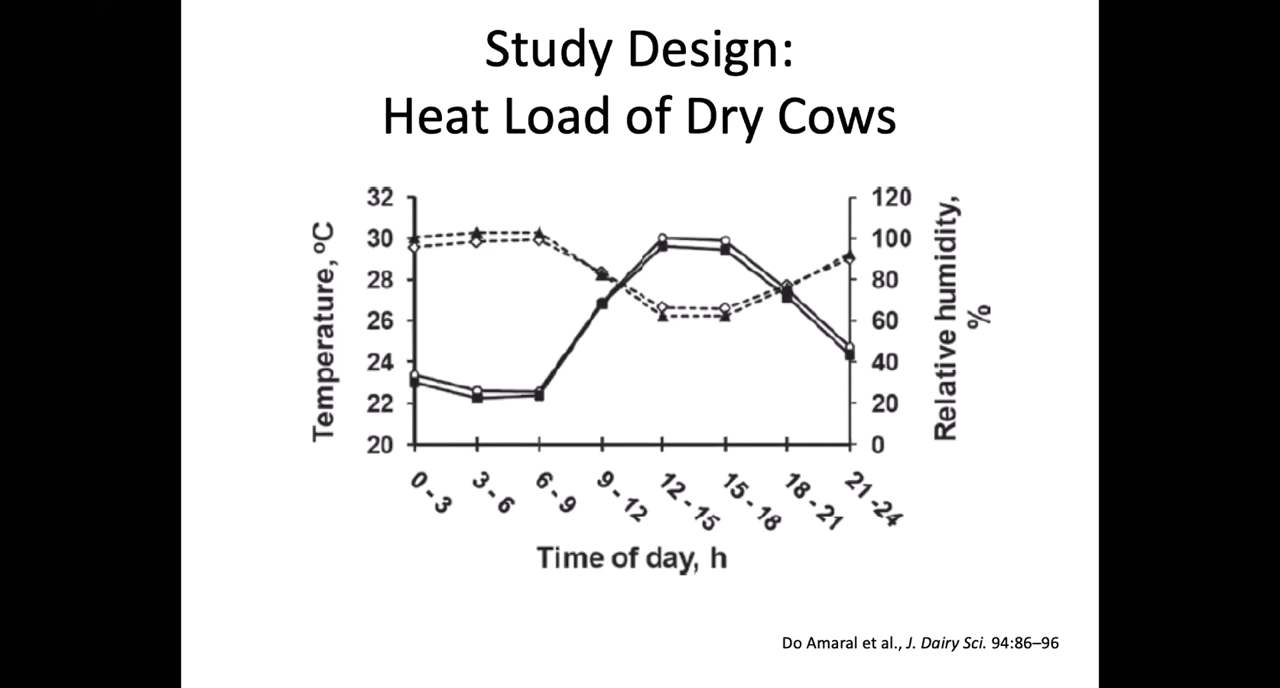 Study Design:
Heat Load of Dry Cows
32
30
28
26
24
22
20
Temperature, ºC
120
100
80
60
40
20
0
Relative humidity,
%
0 - 3
3 - 6
6 - 9
9 - 12
12 - 15
15 - 18
18 - 21
21 -24
Time of day, h
Do Amaral et al., J. Dairy Sci. 94:86–96